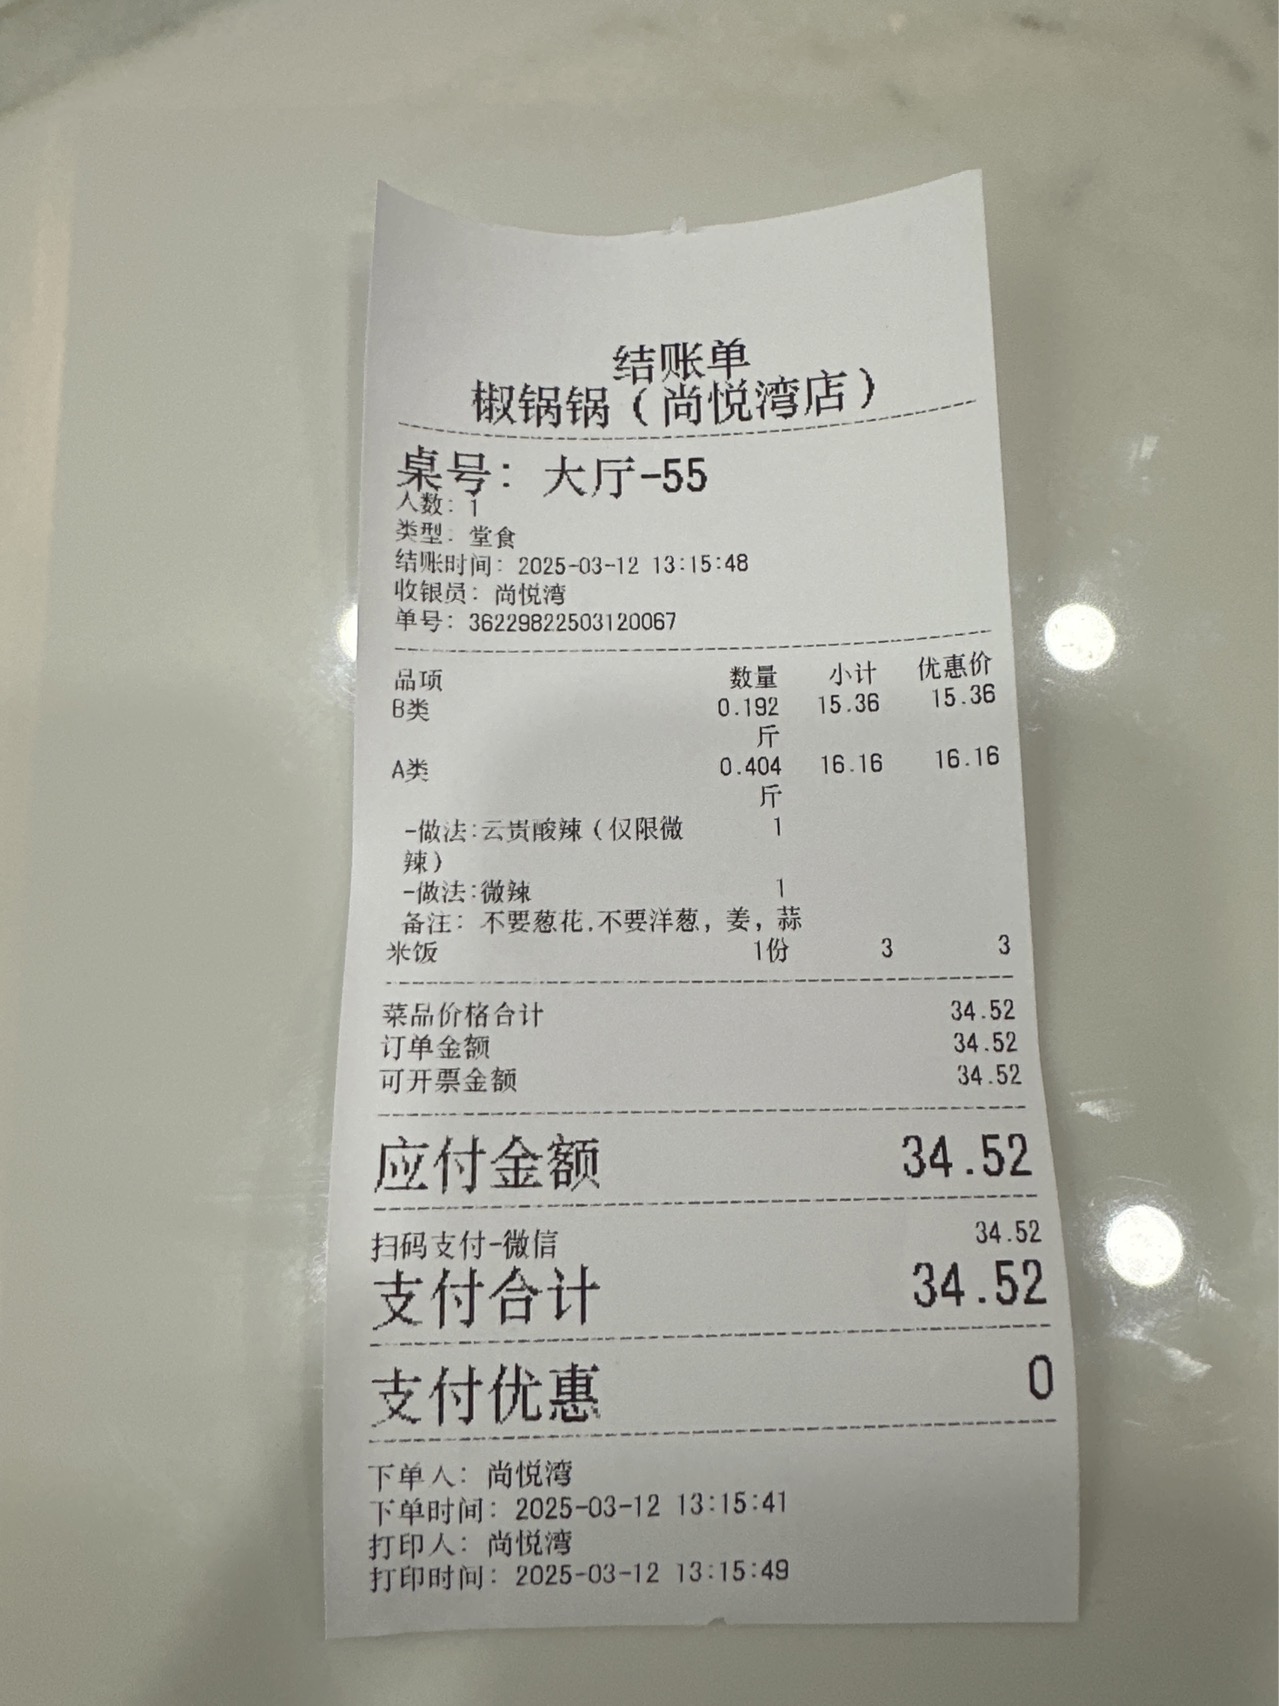 结账单
椒锅锅（尚悦湾店）
桌号：大厅-55
人数：1
类型：堂食
结账时间：2025-03-12 13:15:48
收银员：尚悦湾
单号：36229822503120067
品项 数量 小计 优惠价
B类 0.192 15.36 15.36
斤
A类 0.404 16.16 16.16
斤
-做法:云贵酸辣（仅限微 1
辣）
-做法:微辣 1
备注：不要葱花.不要洋葱，姜，蒜
米饭 1份 3 3
菜品价格合计 34.52
订单金额 34.52
可开票金额 34.52
应付金额 34.52
扫码支付-微信 34.52
支付合计 34.52
支付优惠 0
下单人：尚悦湾
下单时间：2025-03-12 13:15:41
打印人：尚悦湾
打印时间：2025-03-12 13:15:49